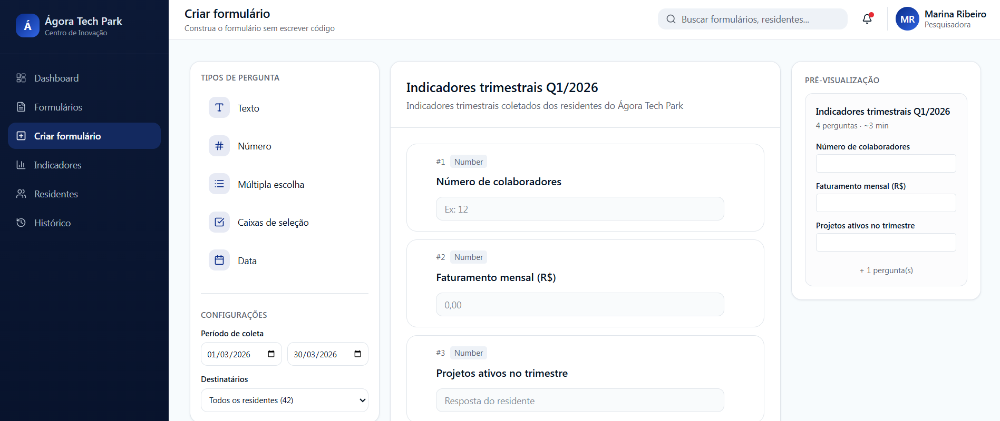 Á
Ágora Tech Park
Centro de Inovação
Dashboard
Formulários
Criar formulário
Indicadores
Residentes
Histórico
Criar formulário
Construa o formulário sem escrever código
Buscar formulários, residentes...
MR
Marina Ribeiro
Pesquisadora
TIPOS DE PERGUNTA
Texto
Número
Múltipla escolha
Caixas de seleção
Data
CONFIGURAÇÕES
Período de coleta
01/03/2026 30/03/2026
Destinatários
Todos os residentes (42)
Indicadores trimestrais Q1/2026
Indicadores trimestrais coletados dos residentes do Ágora Tech Park
#1 Number
Número de colaboradores
Ex: 12
#2 Number
Faturamento mensal (R$)
0,00
#3 Number
Projetos ativos no trimestre
Resposta do residente
PRÉ-VISUALIZAÇÃO
Indicadores trimestrais Q1/2026
4 perguntas · ~3 min
Número de colaboradores
Faturamento mensal (R$)
Projetos ativos no trimestre
+ 1 pergunta(s)